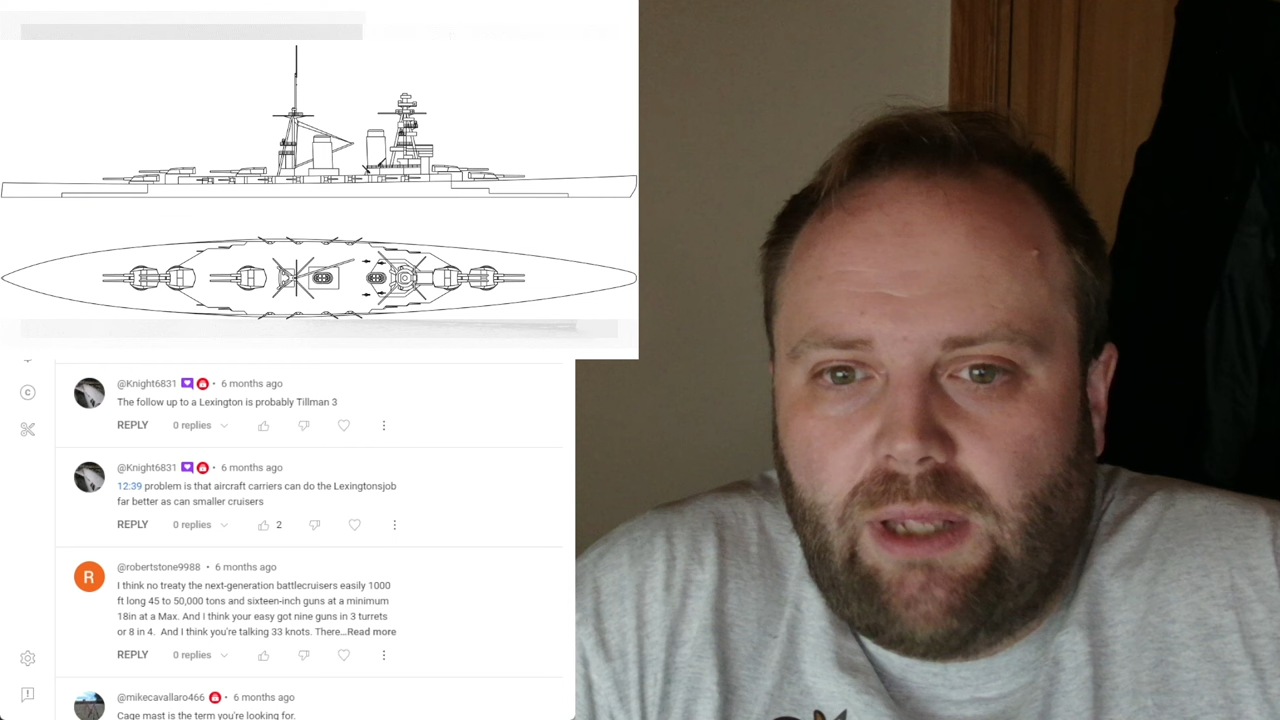 @Knight6831 • 6 months ago
The follow up to a Lexington is probably Tillman 3
REPLY 0 replies
@Knight6831 • 6 months ago
12:39 problem is that aircraft carriers can do the Lexingtonsjob
far better as can smaller cruisers
REPLY 0 replies 2
R
@robertstone9988 • 6 months ago
I think no treaty the next-generation battlecruisers easily 1000
ft long 45 to 50,000 tons and sixteen-inch guns at a minimum
18in at a Max. And I think your easy got nine guns in 3 turrets
or 8 in 4. And I think you're talking 33 knots. There...Read more
REPLY 0 replies
@mikecavallaro466 • 6 months ago
Cage mast is the term you're looking for.